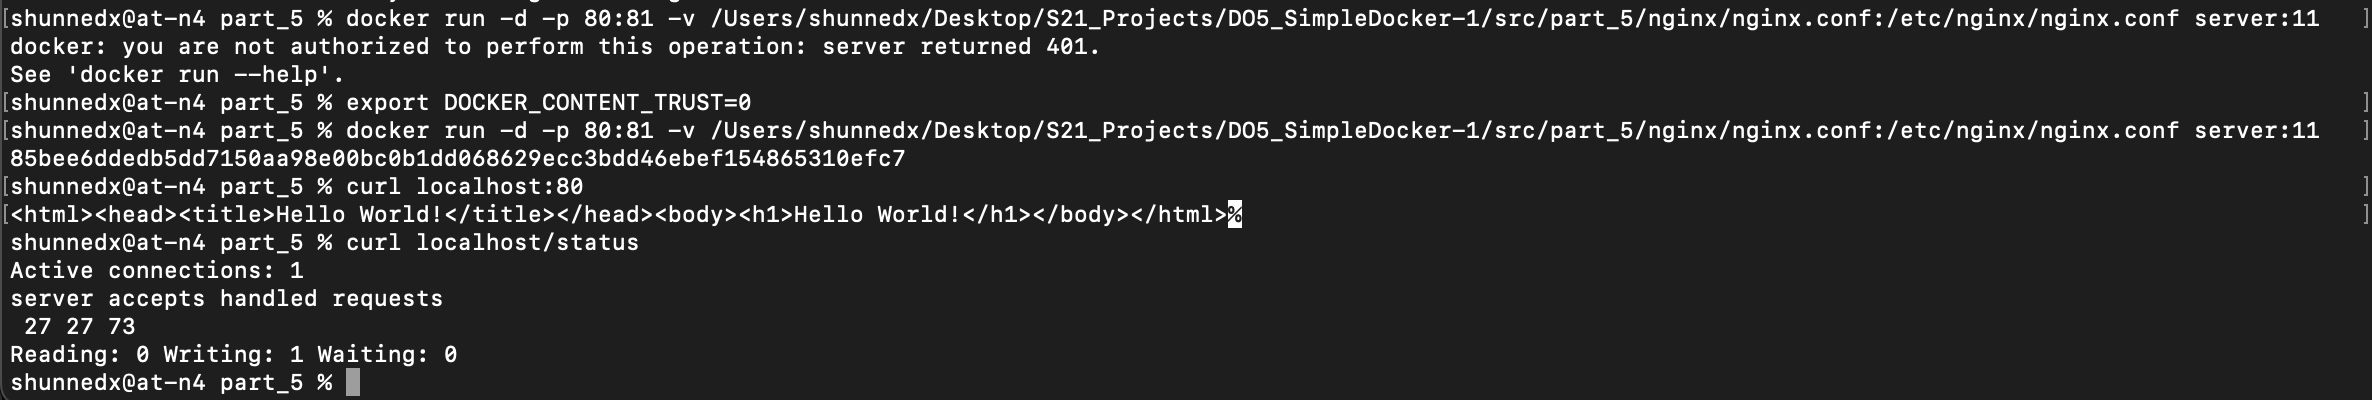 [shunnedx@at-n4 part_5 % docker run -d -p 80:81 -v /Users/shunnedx/Desktop/S21_Projects/DO5_SimpleDocker-1/src/part_5/nginx/nginx.conf:/etc/nginx/nginx.conf server:11 ]
docker: you are not authorized to perform this operation: server returned 401.
See 'docker run --help'.
[shunnedx@at-n4 part_5 % export DOCKER_CONTENT_TRUST=0 ]
[shunnedx@at-n4 part_5 % docker run -d -p 80:81 -v /Users/shunnedx/Desktop/S21_Projects/DO5_SimpleDocker-1/src/part_5/nginx/nginx.conf:/etc/nginx/nginx.conf server:11 ]
85bee6ddedb5dd7150aa98e00bc0b1dd068629ecc3bdd46ebef154865310efc7
[shunnedx@at-n4 part_5 % curl localhost:80 ]
[<html><head><title>Hello World!</title></head><body><h1>Hello World!</h1></body></html>% ]
shunnedx@at-n4 part_5 % curl localhost/status
Active connections: 1
server accepts handled requests
 27 27 73
Reading: 0 Writing: 1 Waiting: 0
shunnedx@at-n4 part_5 %